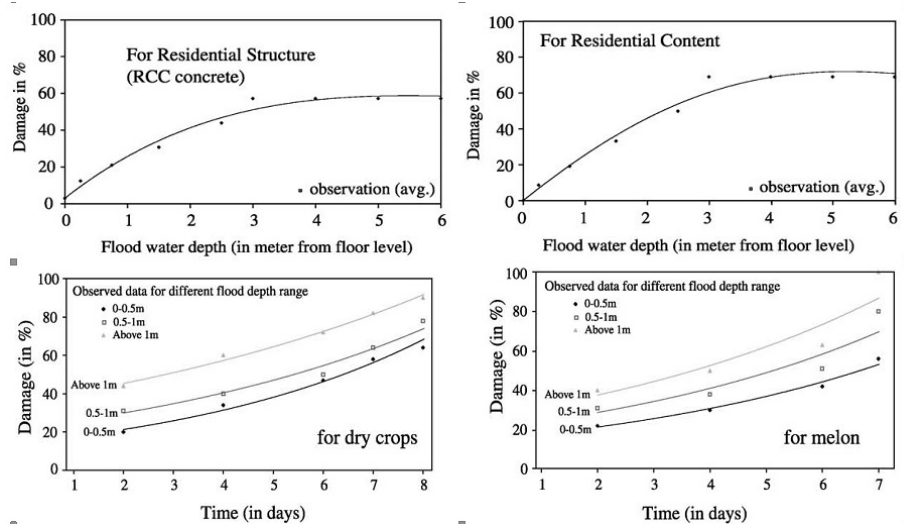 100
80
60
40
20
0
Damage in %
For Residential Structure
(RCC concrete)
observation (avg.)
0 1 2 3 4 5 6
Flood water depth (in meter from floor level)
100
80
60
40
20
0
Damage in %
For Residential Content
observation (avg.)
0 1 2 3 4 5 6
Flood water depth (in meter from floor level)
100
80
60
40
20
0
Damage (in %)
Observed data for different flood depth range
0-0.5m
0.5-1m
Above 1m
Above 1m
0.5-1m
0-0.5m
for dry crops
1 2 3 4 5 6 7 8
Time (in days)
100
80
60
40
20
0
Damage (in %)
Observed data for different flood depth range
0-0.5m
0.5-1m
Above 1m
Above 1m
0.5-1m
0-0.5m
for melon
1 2 3 4 5 6 7
Time (in days)